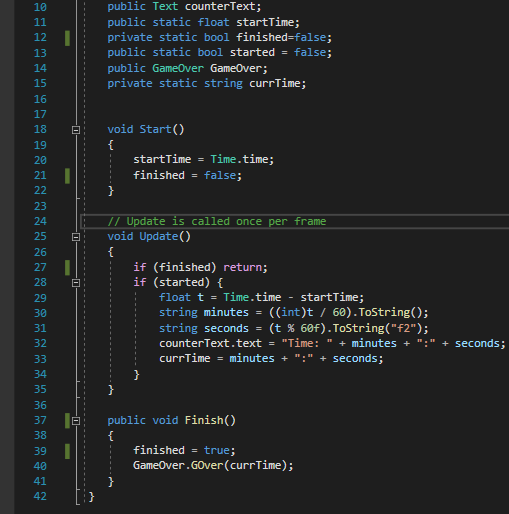 10 public Text counterText;
11 public static float startTime;
12 private static bool finished=false;
13 public static bool started = false;
14 public GameOver GameOver;
15 private static string currTime;
16
17
18 void Start()
19 {
20 startTime = Time.time;
21 finished = false;
22 }
23
24 // Update is called once per frame
25 void Update()
26 {
27 if (finished) return;
28 if (started) {
29 float t = Time.time - startTime;
30 string minutes = ((int)t / 60).ToString();
31 string seconds = (t % 60f).ToString("f2");
32 counterText.text = "Time: " + minutes + ":" + seconds;
33 currTime = minutes + ":" + seconds;
34 }
35 }
36
37 public void Finish()
38 {
39 finished = true;
40 GameOver.GOver(currTime);
41 }
42 }